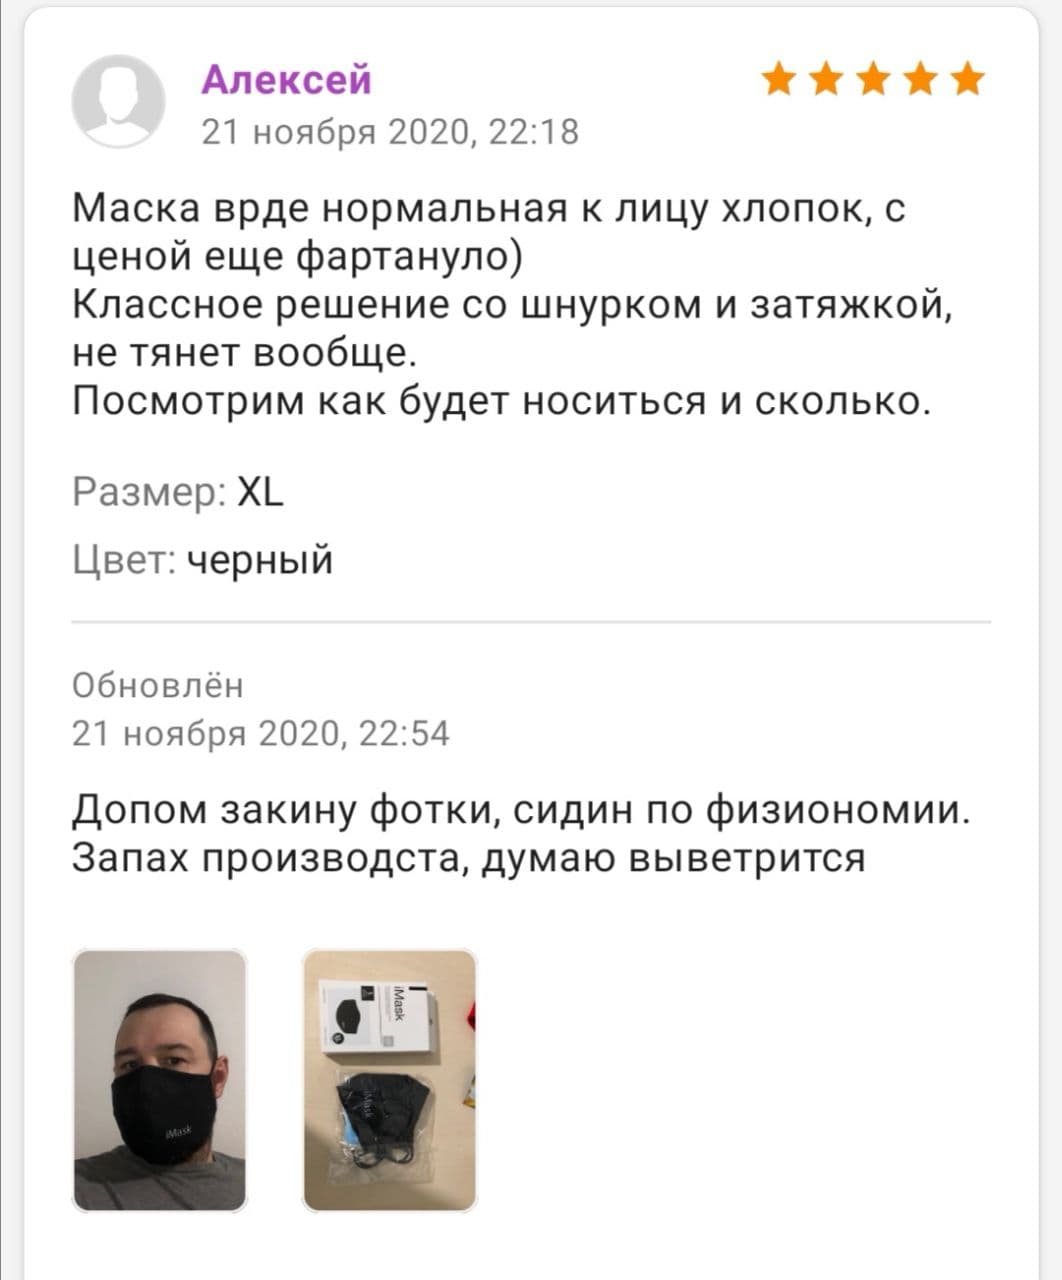 Алексей
21 ноября 2020, 22:18
Маска врде нормальная к лицу хлопок, с
ценой еще фартануло)
Классное решение со шнурком и затяжкой,
не тянет вообще.
Посмотрим как будет носиться и сколько.
Размер: XL
Цвет: черный
Обновлён
21 ноября 2020, 22:54
Допом закину фотки, сидин по физиономии.
Запах производста, думаю выветрится
iMask
iMask
iMask